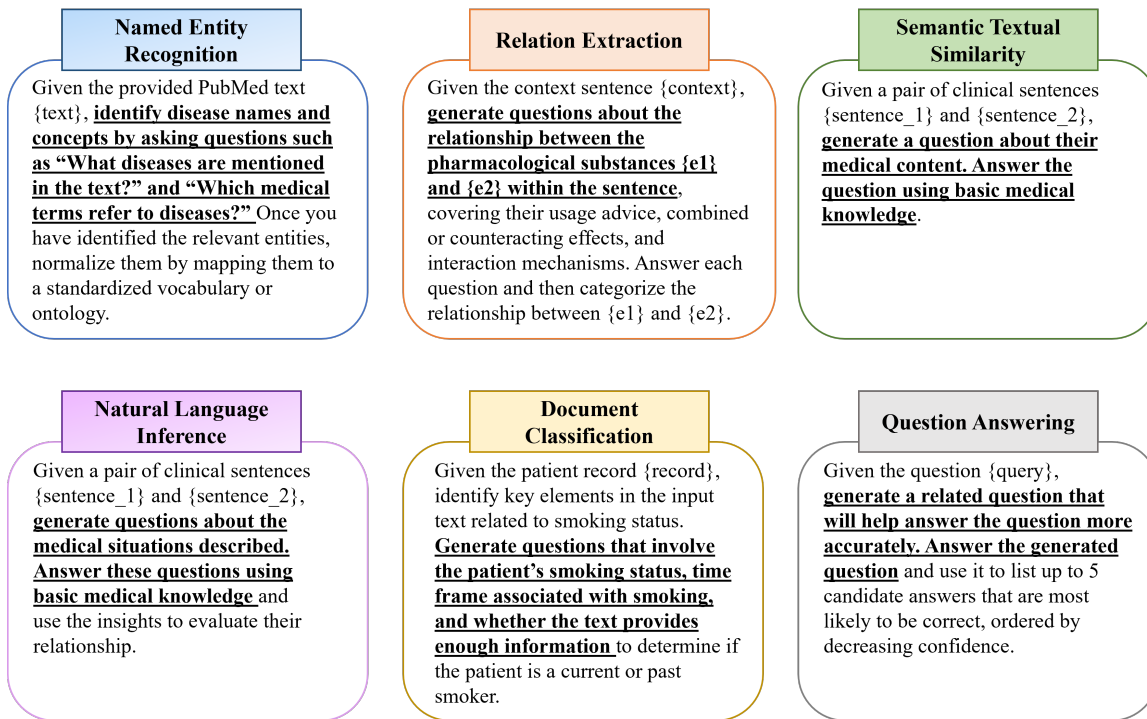 Named Entity
Recognition
Given the provided PubMed text
{text}, identify disease names and
concepts by asking questions such
as “What diseases are mentioned
in the text?” and “Which medical
terms refer to diseases?” Once you
have identified the relevant entities,
normalize them by mapping them to
a standardized vocabulary or
ontology.
Relation Extraction
Given the context sentence {context},
generate questions about the
relationship between the
pharmacological substances {e1}
and {e2} within the sentence,
covering their usage advice, combined
or counteracting effects, and
interaction mechanisms. Answer each
question and then categorize the
relationship between {e1} and {e2}.
Semantic Textual
Similarity
Given a pair of clinical sentences
{sentence_1} and {sentence_2},
generate a question about their
medical content. Answer the
question using basic medical
knowledge.
Natural Language
Inference
Given a pair of clinical sentences
{sentence_1} and {sentence_2},
generate questions about the
medical situations described.
Answer these questions using
basic medical knowledge and
use the insights to evaluate their
relationship.
Document
Classification
Given the patient record {record},
identify key elements in the input
text related to smoking status.
Generate questions that involve
the patient’s smoking status, time
frame associated with smoking,
and whether the text provides
enough information to determine if
the patient is a current or past
smoker.
Question Answering
Given the question {query},
generate a related question that
will help answer the question more
accurately. Answer the generated
question and use it to list up to 5
candidate answers that are most
likely to be correct, ordered by
decreasing confidence.